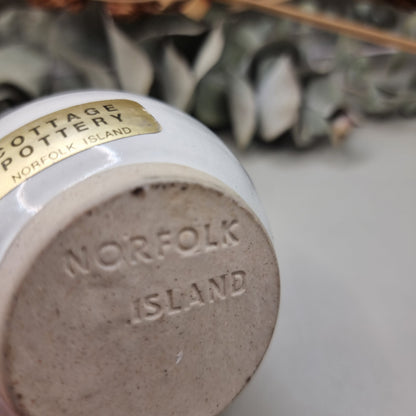 COTTAGE
POTTERY
NORFOLK ISLAND
NORFOLK
ISLAND